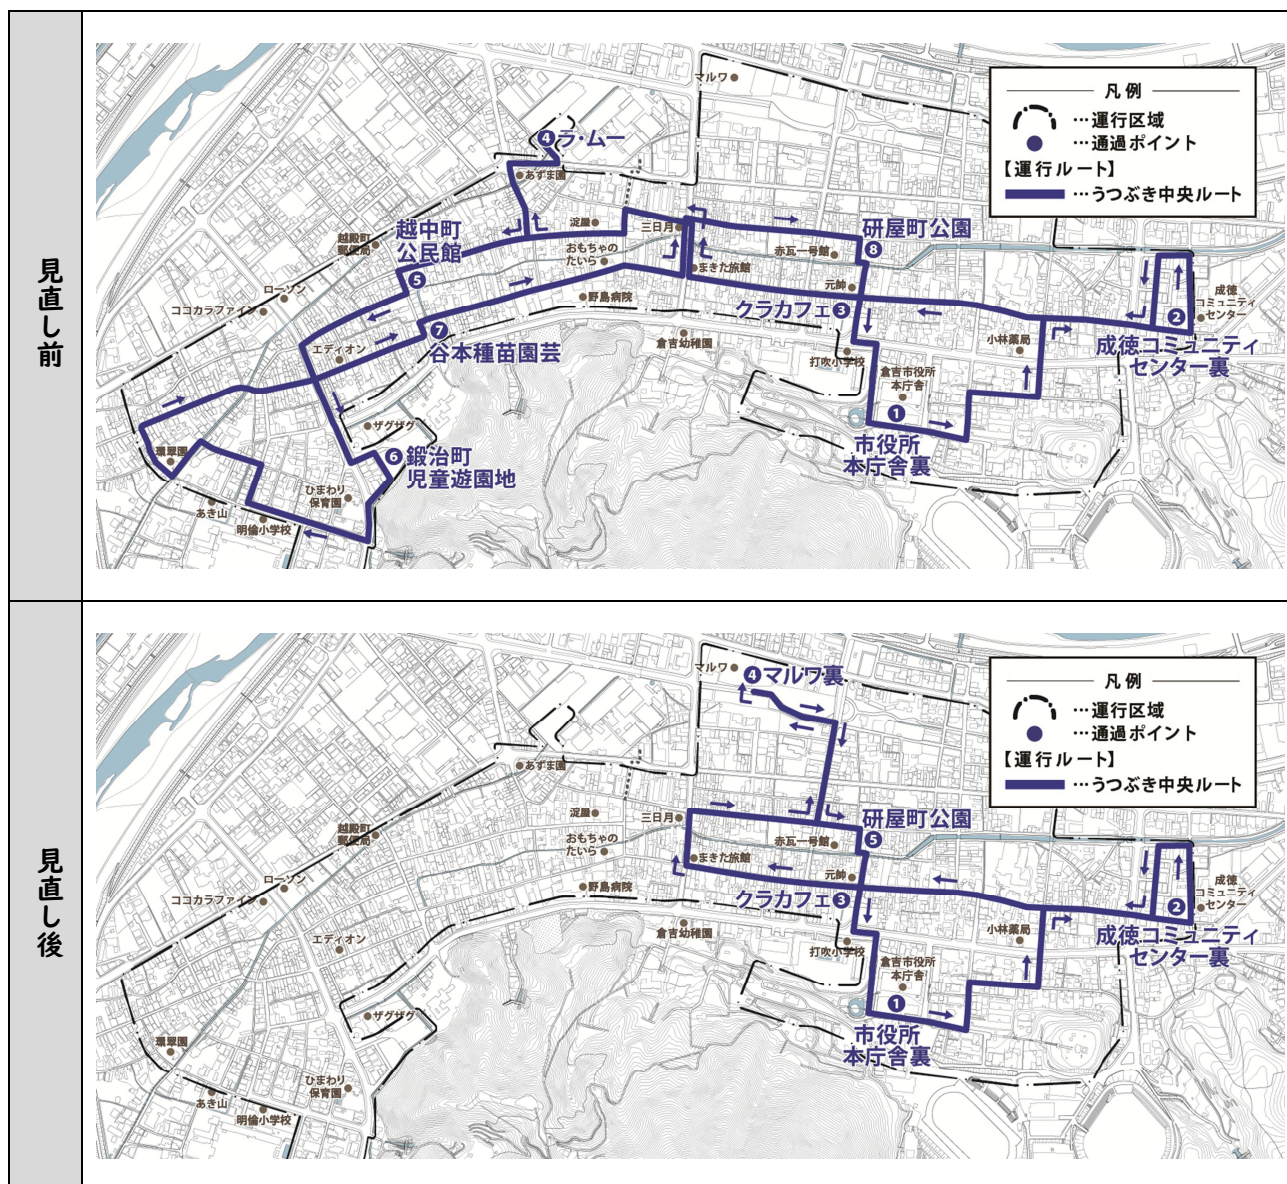 見直し前
マルワ
凡例
…運行区域
…通過ポイント
【運行ルート】
…うつぶき中央ルート
❹ラ・ムー
あずま園
越中町
公民館
❺
越殿町
郵便局
淀屋
三日月
おもちゃの
たいら
研屋町公園
❽
赤瓦一号館
まきた旅館
元帥
ローソン
ココカラファイン
野島病院
クラカフェ❸
成徳
コミュニティ
センター
❷
成徳コミュニティ
センター裏
エディオン
❼
谷本種苗園芸
倉吉幼稚園
打吹小学校
小林薬局
倉吉市役所
本庁舎
❶
市役所
本庁舎裏
ザグザグ
環翠園
❻鍛治町
児童遊園地
ひまわり
保育園
あき山
明倫小学校
見直し後
マルワ
❹マルワ裏
凡例
…運行区域
…通過ポイント
【運行ルート】
…うつぶき中央ルート
あずま園
越殿町
郵便局
淀屋
三日月
おもちゃの
たいら
研屋町公園
❺
赤瓦一号館
まきた旅館
元帥
ローソン
ココカラファイン
野島病院
クラカフェ❸
成徳
コミュニティ
センター
❷
成徳コミュニティ
センター裏
エディオン
倉吉幼稚園
打吹小学校
小林薬局
倉吉市役所
本庁舎
❶
市役所
本庁舎裏
ザグザグ
環翠園
ひまわり
保育園
あき山
明倫小学校